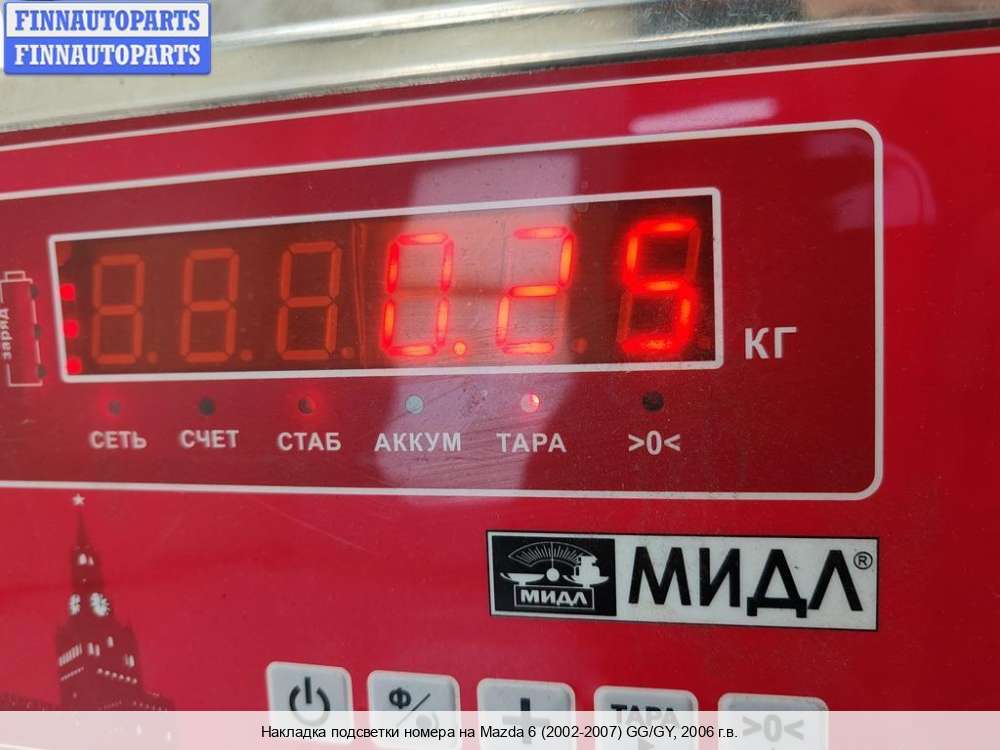 FINNAUTOPARTS
FINNAUTOPARTS
заряд
0.25
КГ
СЕТЬ СЧЕТ СТАБ АККУМ ТАРА >0<
МИДЛ МИДЛ®
Ф
+
ТАРА >0<
Накладка подсветки номера на Mazda 6 (2002-2007) GG/GY, 2006 г.в.